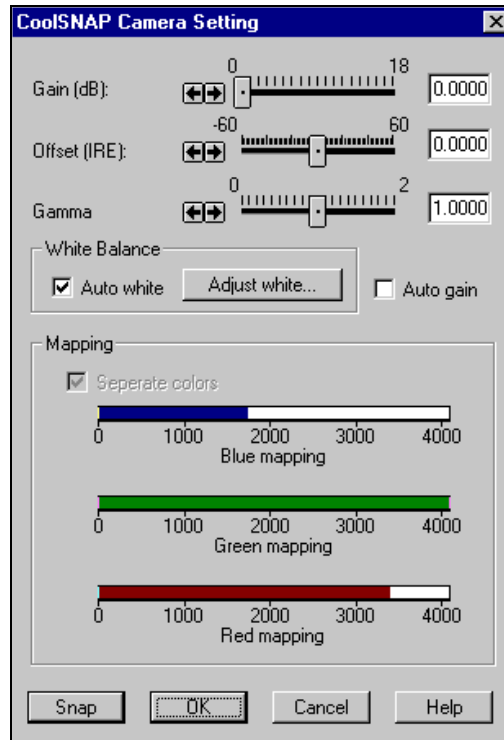 CoolSNAP Camera Setting
0 18
Gain (dB): 0.0000
-60 60
Offset (IRE): 0.0000
0 2
Gamma 1.0000
White Balance
Auto white Adjust white... Auto gain
Mapping
Seperate colors
0 1000 2000 3000 4000
Blue mapping
0 1000 2000 3000 4000
Green mapping
0 1000 2000 3000 4000
Red mapping
Snap OK Cancel Help